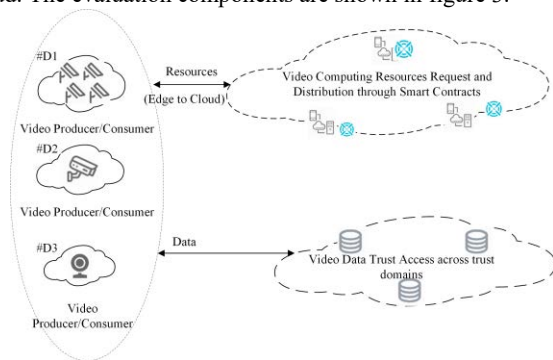 The evaluation components are shown in figure 5.
#D1
Resources
(Edge to Cloud)
Video Computing Resources Request and
Distribution through Smart Contracts
Video Producer/Consumer
#D2
Video Producer/Consumer
#D3
Data
Video Data Trust Access across trust
domains
Video
Producer/Consumer